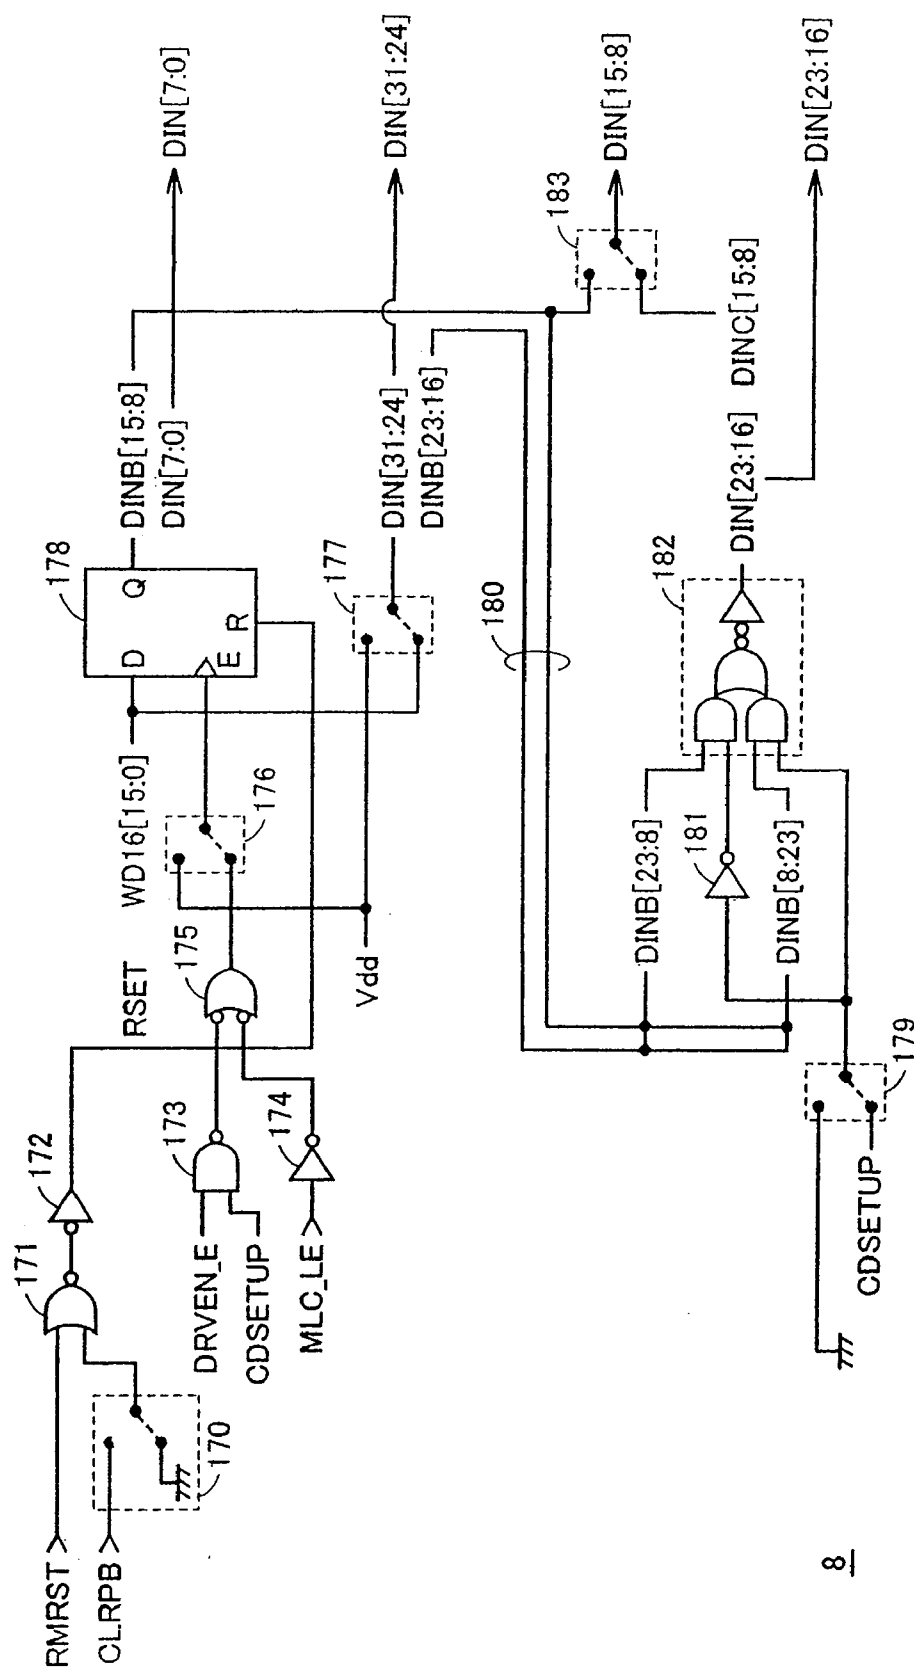 RMRST
CLRPB
170
171
172
RSET
DRVEN_E
CDSETUP
173
MLC_LE
174
175
Vdd
WD16[15:0]
176
D
Q
E
R
178
177
DINB[15:8]
DIN[7:0]
DIN[7:0]
DIN[31:24]
DINB[23:16]
DIN[31:24]
180
CDSETUP
179
DINB[23:8]
181
DINB[8:23]
182
DIN[23:16]
DINC[15:8]
183
DIN[15:8]
DIN[23:16]
8